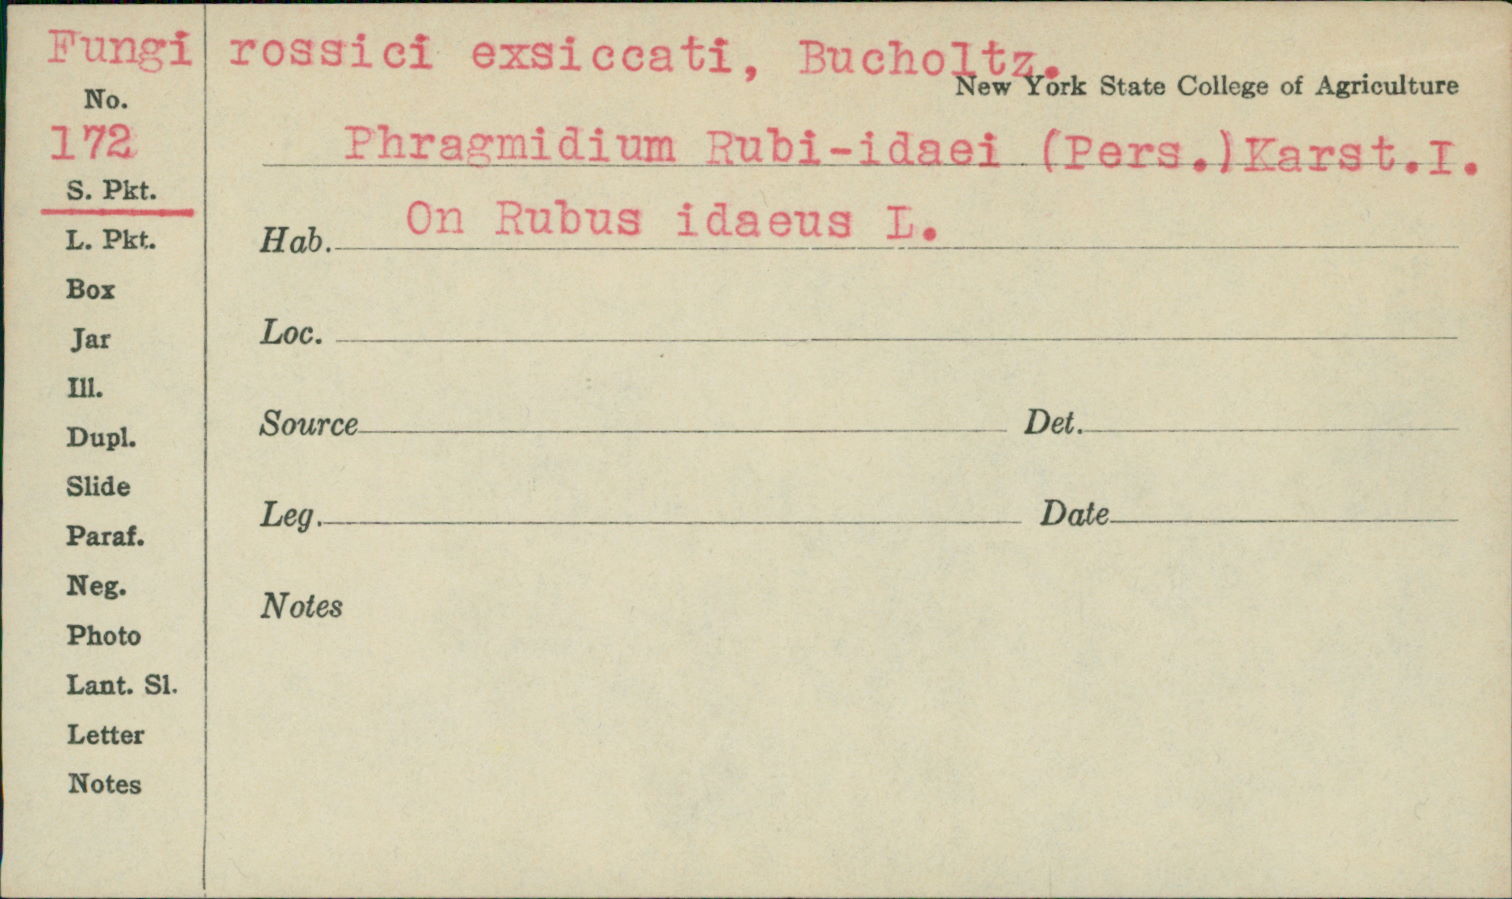 Fungi rossici exsiccati, Bucholtz.
New York State College of Agriculture
No.
172
Phragmidium Rubi-idaei (Pers.)Karst.I.
S. Pkt.
On Rubus idaeus L.
L. Pkt.
Hab.
Box
Jar
Loc.
Ill.
Dupl.
Source Det.
Slide
Leg. Date
Paraf.
Neg.
Notes
Photo
Lant. Sl.
Letter
Notes